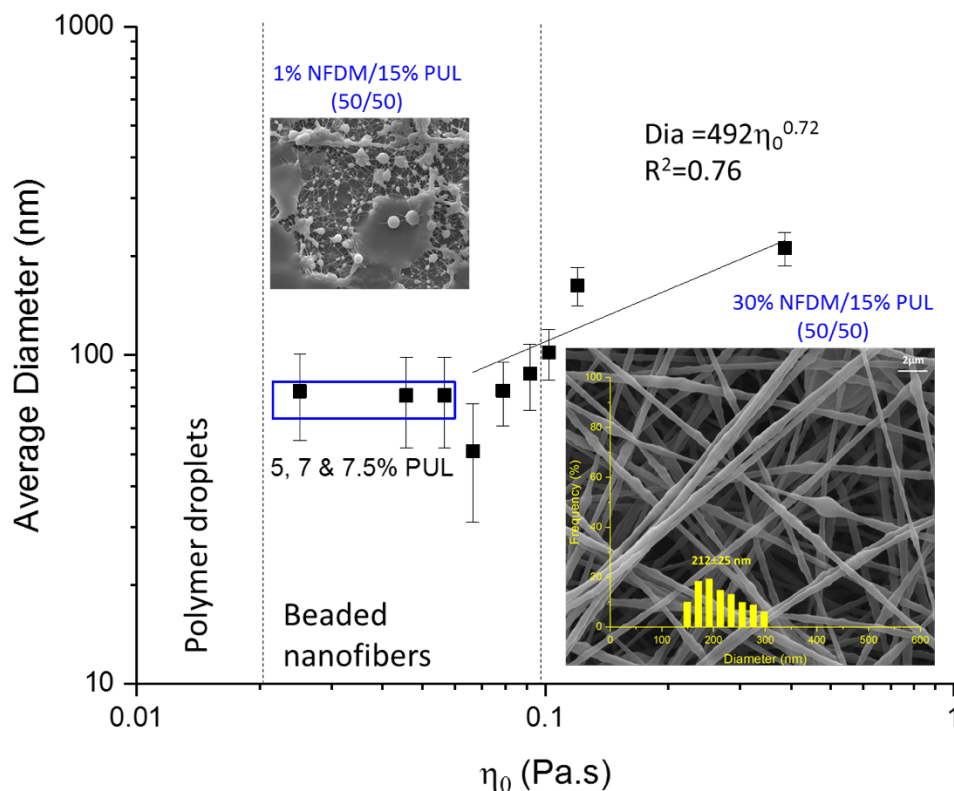 1000
1% NFDM/15% PUL
(50/50)
Dia =492η₀^0.72
R²=0.76
Average Diameter (nm)
100
30% NFDM/15% PUL
(50/50)
2µm
100
80
60
40
20
0
Frequency (%)
212±25 nm
0 100 200 300 400 500 600
Diameter (nm)
5, 7 & 7.5% PUL
Polymer droplets
Beaded
nanofibers
10
0.01 0.1 1
η₀ (Pa.s)